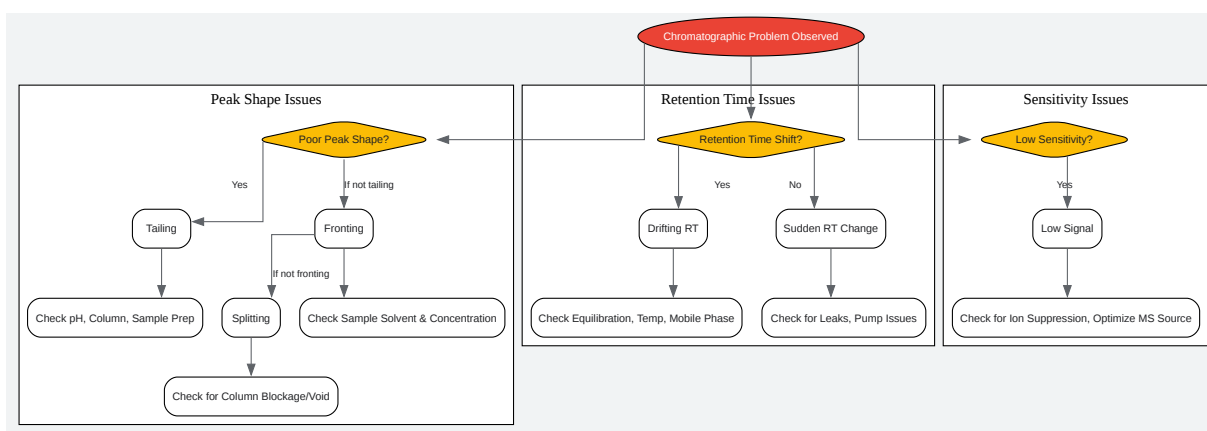 Chromatographic Problem Observed
Peak Shape Issues
Retention Time Issues
Sensitivity Issues
Poor Peak Shape?
Retention Time Shift?
Low Sensitivity?
Yes
If not tailing
Yes
No
Yes
Tailing
Fronting
Drifting RT
Sudden RT Change
Low Signal
If not fronting
Check pH, Column, Sample Prep
Splitting
Check Sample Solvent & Concentration
Check Equilibration, Temp, Mobile Phase
Check for Leaks, Pump Issues
Check for Ion Suppression, Optimize MS Source
Check for Column Blockage/Void